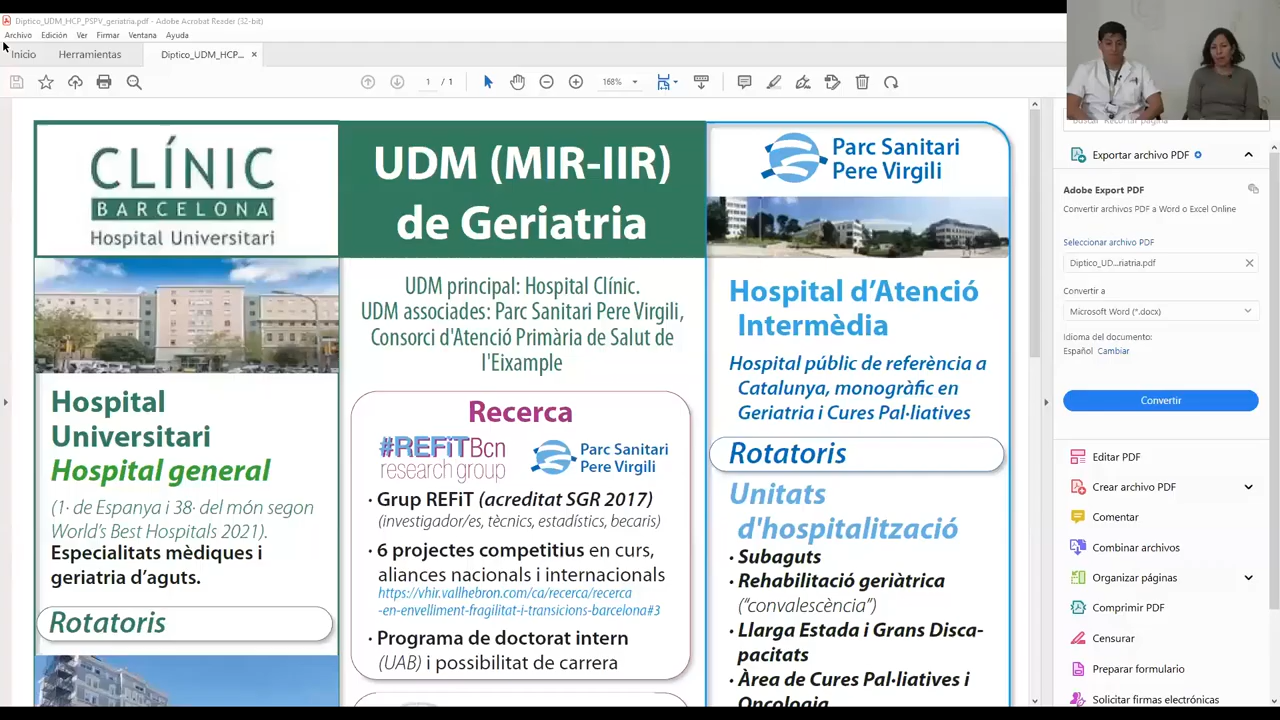 Diptico_UDM_HCP_PSPV_geriatria.pdf - Adobe Acrobat Reader (32-bit)
Archivo Edición Ver Firmar Ventana Ayuda
Inicio Herramientas Diptico_UDM_HCP... ×
1 / 1 168%
CLÍNIC
BARCELONA
Hospital Universitari
Hospital
Universitari
Hospital general
(1· de Espanya i 38· del món segon
World's Best Hospitals 2021).
Especialitats mèdiques i
geriatria d'aguts.
Rotatoris
UDM (MIR-IIR)
de Geriatria
UDM principal: Hospital Clínic.
UDM associades: Parc Sanitari Pere Virgili,
Consorci d'Atenció Primària de Salut de
l'Eixample
Recerca
#REFiTBcn
research group
Parc Sanitari
Pere Virgili
· Grup REFiT (acreditat SGR 2017)
(investigador/es, tècnics, estadístics, becaris)
· 6 projectes competitius en curs,
aliances nacionals i internacionals
https://vhir.vallhebron.com/ca/recerca/recerca
-en-envelliment-fragilitat-i-transicions-barcelona#3
· Programa de doctorat intern
(UAB) i possibilitat de carrera
Parc Sanitari
Pere Virgili
Hospital d'Atenció
Intermèdia
Hospital públic de referència a
Catalunya, monogràfic en
Geriatria i Cures Pal·liatives
Rotatoris
Unitats
d'hospitalització
· Subaguts
· Rehabilitació geriàtrica
("convalescència")
· Llarga Estada i Grans Disca-
pacitats
· Àrea de Cures Pal·liatives i
Oncologia
Buscar "Recortar página"
Exportar archivo PDF
Adobe Export PDF
Convertir archivos PDF a Word o Excel Online
Seleccionar archivo PDF
Diptico_UD...riatria.pdf
Convertir a
Microsoft Word (*.docx)
Idioma del documento:
Español Cambiar
Convertir
Editar PDF
Crear archivo PDF
Comentar
Combinar archivos
Organizar páginas
Comprimir PDF
Censurar
Preparar formulario
Solicitar firmas electrónicas